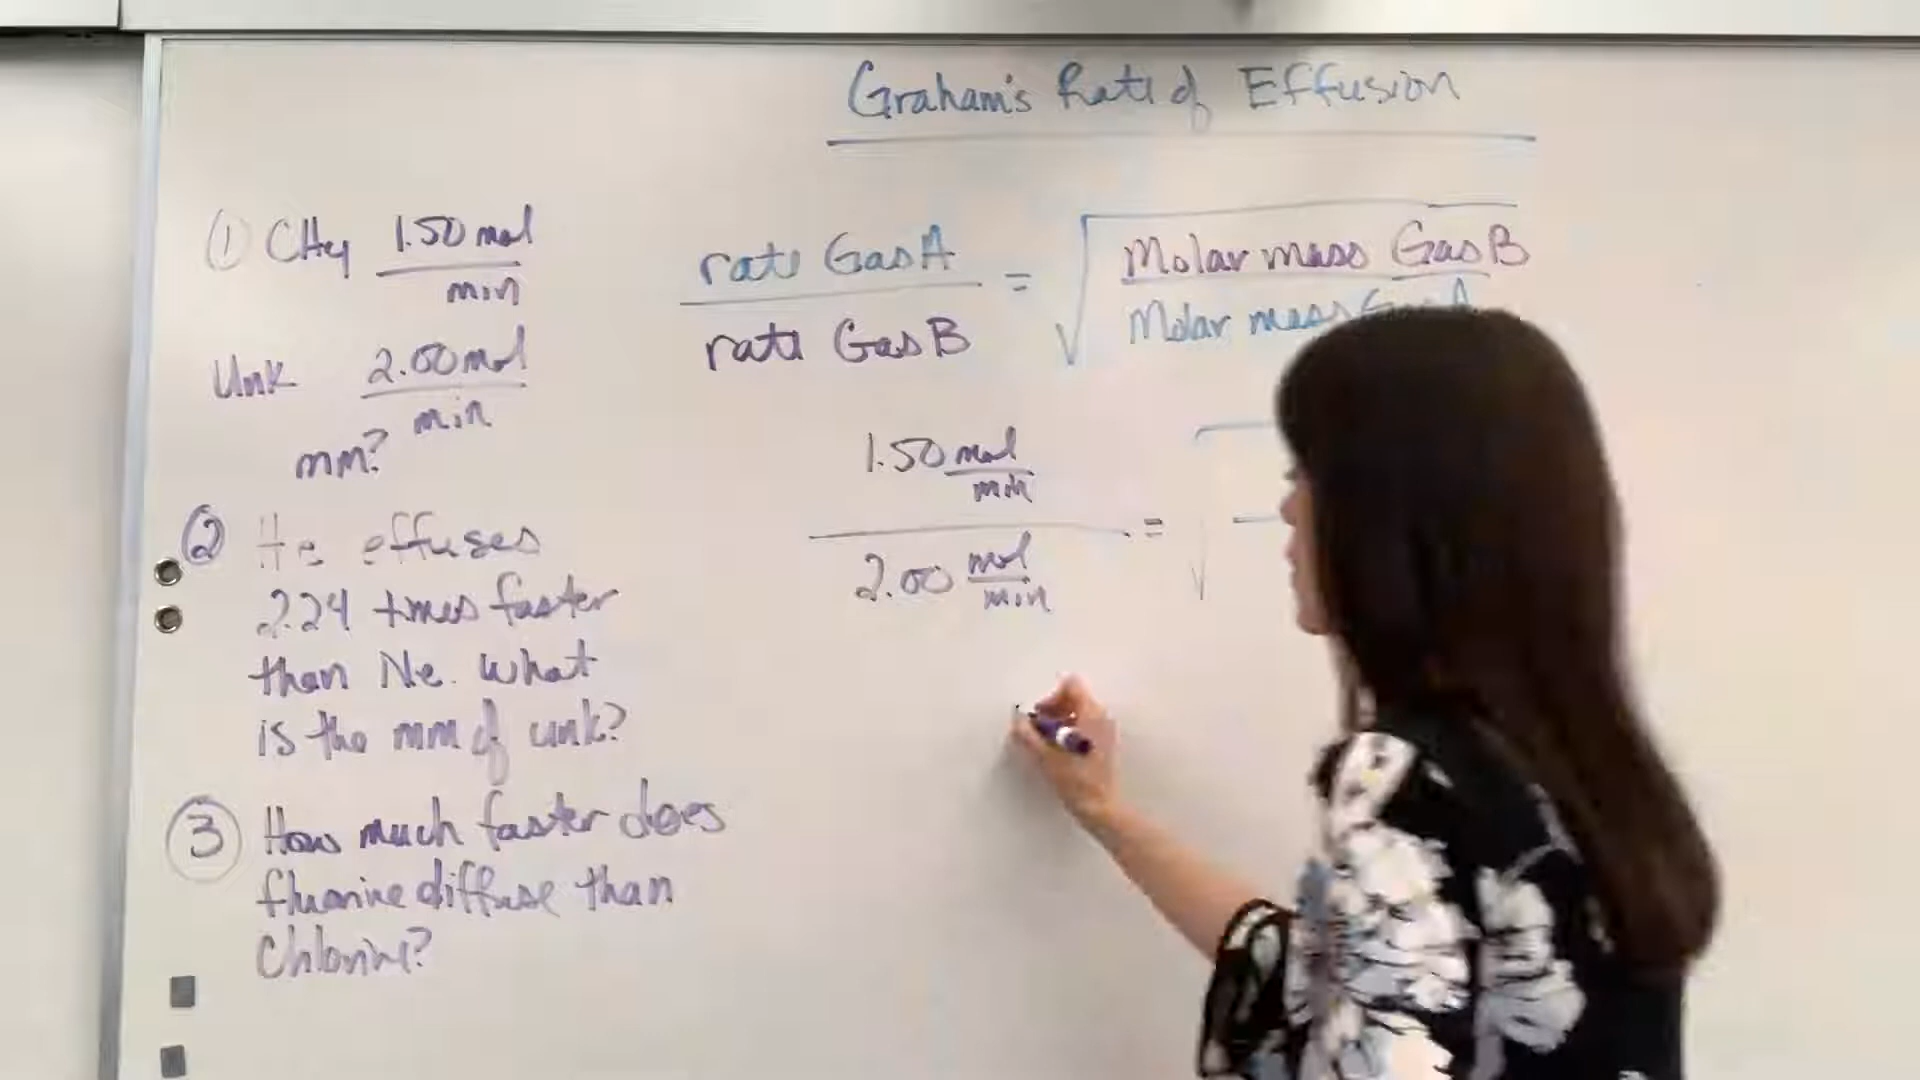 Graham's Rate of Effusion
① CH4 1.50 mol
min
Unk 2.00 mol
min
mm?
② He effuses
2.24 times faster
than Ne. What
is the mm of unk?
③ How much faster does
fluorine diffuse than
Chlorine?
rate Gas A
rate Gas B
=
√
Molar mass Gas B
Molar mass
1.50 mol
min
2.00 mol
min
=
√